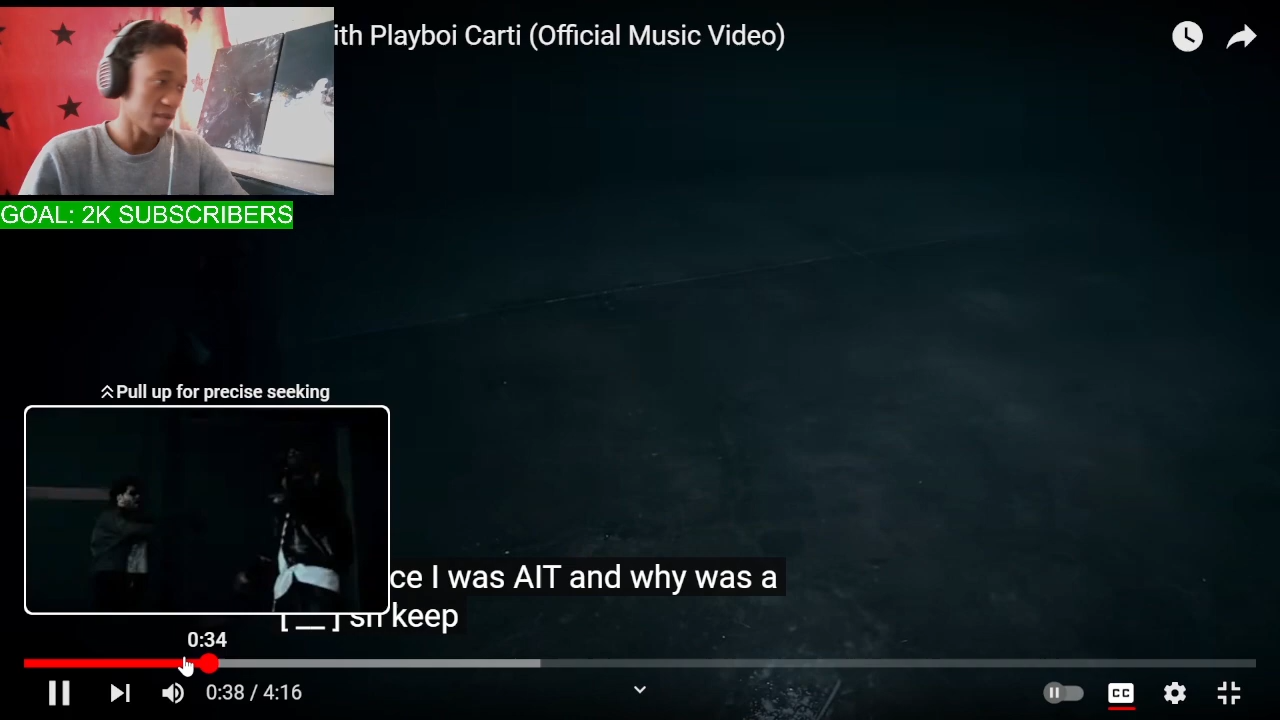 ith Playboi Carti (Official Music Video)
GOAL: 2K SUBSCRIBERS
Pull up for precise seeking
ce I was AIT and why was a
[ __ ] sh keep
0:34
0:38 / 4:16
CC